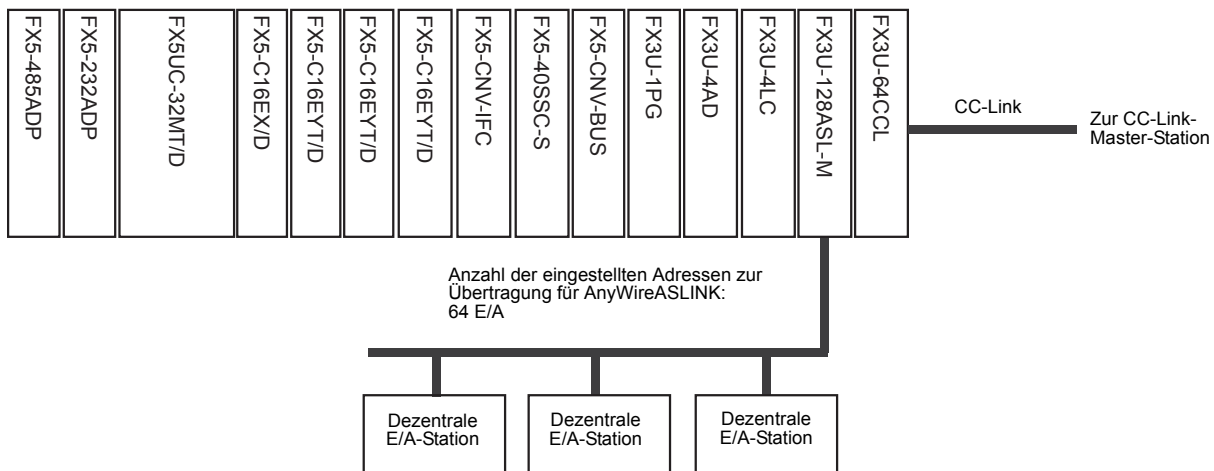 FX5-485ADP
FX5-232ADP
FX5UC-32MT/D
FX5-C16EX/D
FX5-C16EYT/D
FX5-C16EYT/D
FX5-C16EYT/D
FX5-CNV-IFC
FX5-40SSC-S
FX5-CNV-BUS
FX3U-1PG
FX3U-4AD
FX3U-4LC
FX3U-128ASL-M
FX3U-64CCL
CC-Link
Zur CC-Link-
Master-Station
Anzahl der eingestellten Adressen zur
Übertragung für AnyWireASLINK:
64 E/A
Dezentrale
E/A-Station
Dezentrale
E/A-Station
Dezentrale
E/A-Station